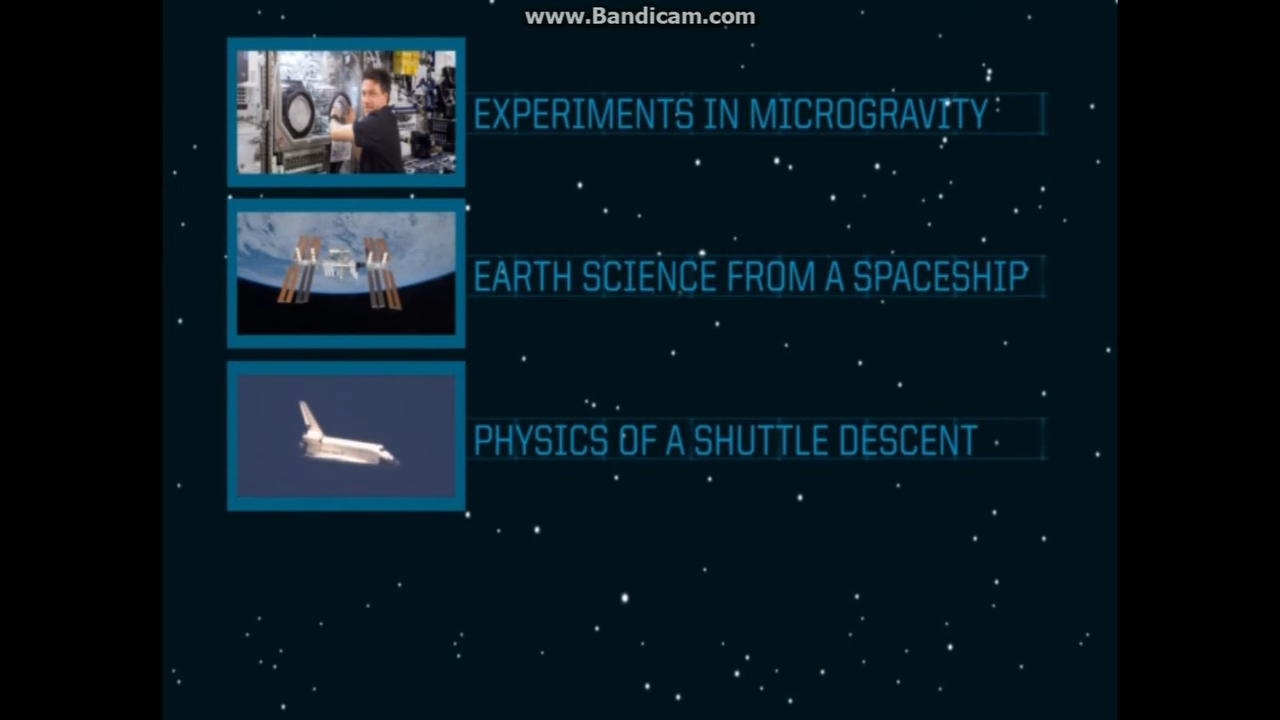 www.Bandicam.com
EXPERIMENTS IN MICROGRAVITY
EARTH SCIENCE FROM A SPACESHIP
PHYSICS OF A SHUTTLE DESCENT